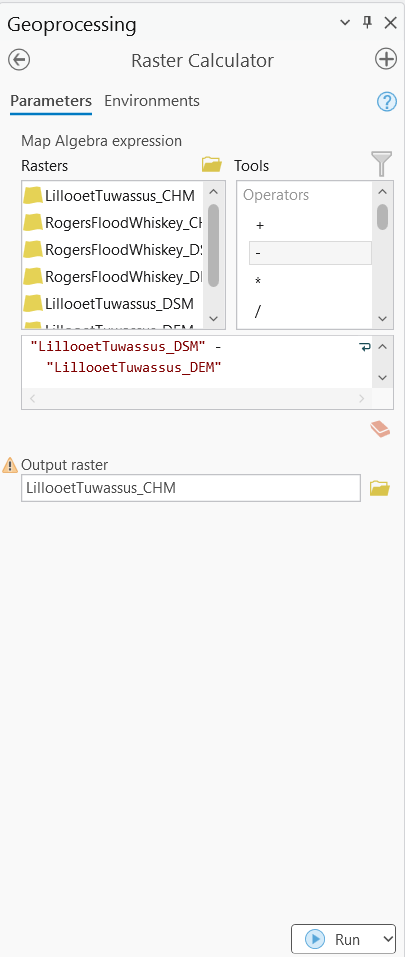 Geoprocessing
Raster Calculator
Parameters Environments
?
Map Algebra expression
Rasters Tools
LillooetTuwassus_CHM
RogersFloodWhiskey_CH
RogersFloodWhiskey_DS
RogersFloodWhiskey_DE
LillooetTuwassus_DSM
LillooetTuwassus_DEM
Operators
+
-
*
/
"LillooetTuwassus_DSM" -
"LillooetTuwassus_DEM"
Output raster
LillooetTuwassus_CHM
Run